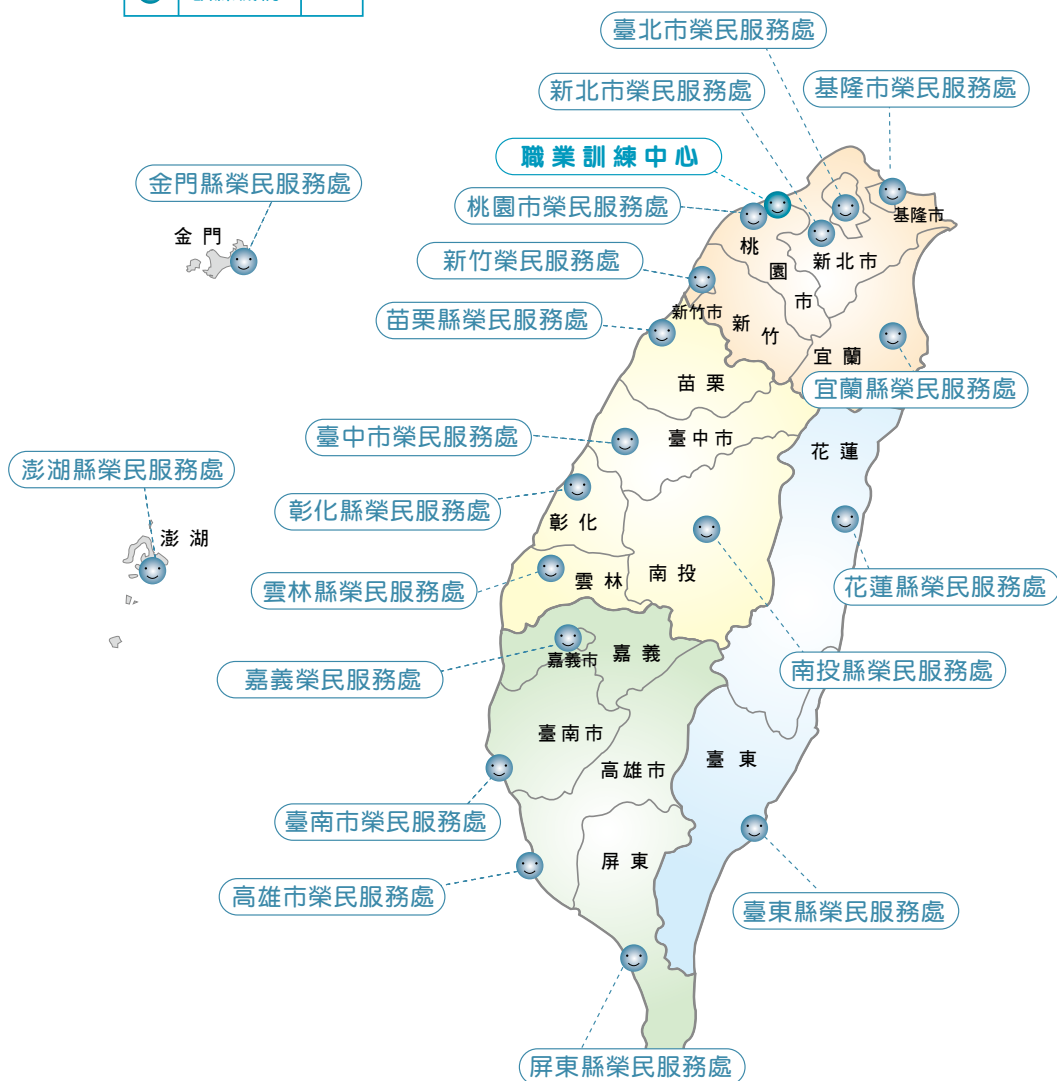 臺北市榮民服務處
新北市榮民服務處
基隆市榮民服務處
職業訓練中心
金門縣榮民服務處
桃園市榮民服務處
基隆市
金門
桃園市
新北市
新竹榮民服務處
新竹市
新竹
苗栗縣榮民服務處
宜蘭
苗栗
宜蘭縣榮民服務處
臺中市榮民服務處
臺中市
花蓮
澎湖縣榮民服務處
彰化縣榮民服務處
彰化
澎湖
雲林
南投
雲林縣榮民服務處
花蓮縣榮民服務處
嘉義市
嘉義
嘉義榮民服務處
南投縣榮民服務處
臺南市
臺東
高雄市
臺南市榮民服務處
屏東
高雄市榮民服務處
臺東縣榮民服務處
屏東縣榮民服務處